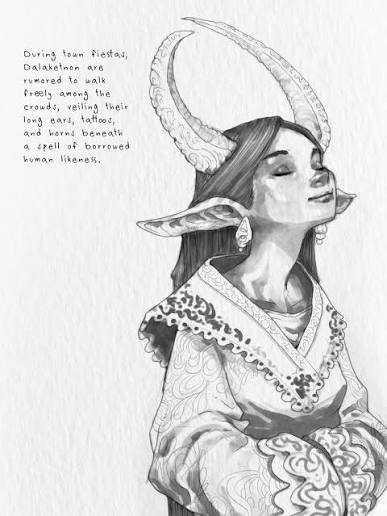 During town fiestas,
Dalaketnon are
rumored to walk
freely among the
crowds, veiling their
long ears, tattoos,
and horns beneath
a spell of borrowed
human likeness.